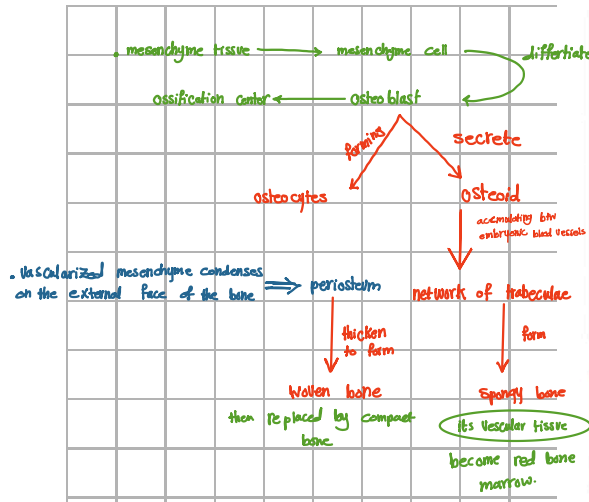 . mesenchyme tissue mesenchyme cell differtiate
ossification center osteoblast
forming secrete
osteocytes osteoid
accmulating btw
embryonic blood vessels
. vascularized mesenchyme condenses
on the external face of the bone
periosteum
network of trabeculae
thicken
to form
form
Woven bone
spongy bone
then replaced by compact
bone
its vescular tissue
become red bone
marrow.